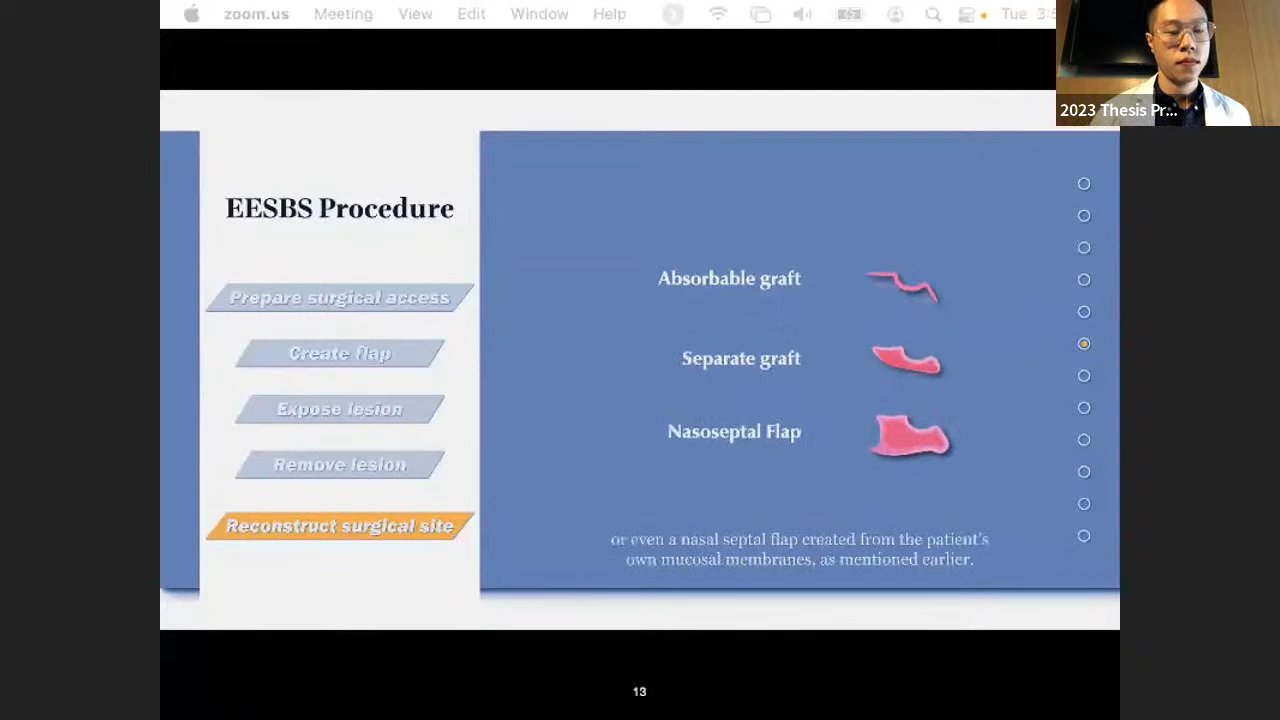 zoom.us Meeting View Edit Window Help Tue
2023 Thesis Pr...
EESBS Procedure
Prepare surgical access
Create flap
Expose lesion
Remove lesion
Reconstruct surgical site
Absorbable graft
Separate graft
Nasoseptal Flap
or even a nasal septal flap created from the patient's
own mucosal membranes, as mentioned earlier.
13